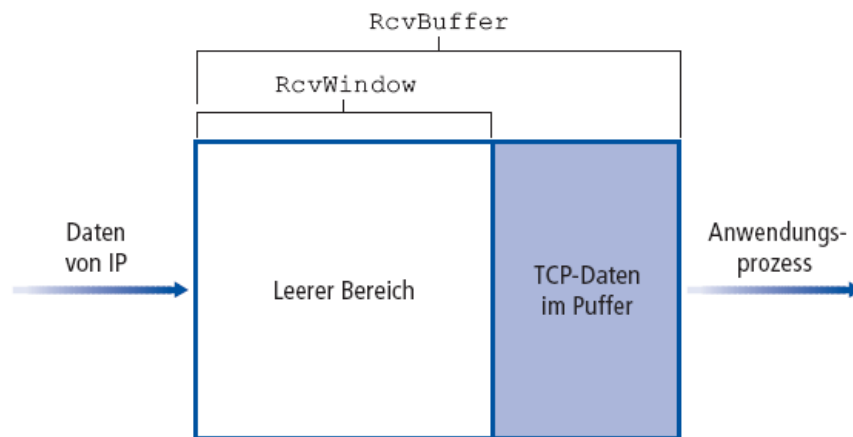 RcvBuffer
RcvWindow
Daten
von IP
Leerer Bereich
TCP-Daten
im Puffer
Anwendungs-
prozess